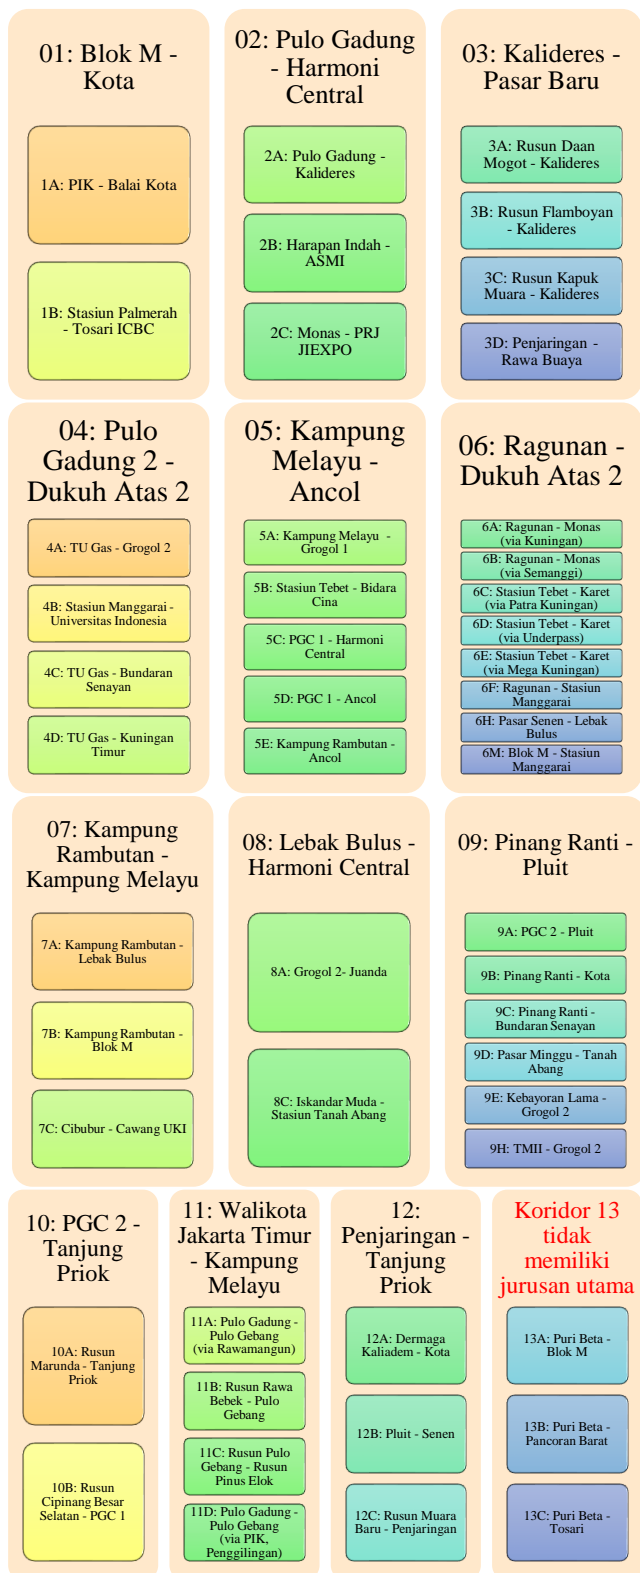 01: Blok M -
Kota
1A: PIK - Balai Kota
1B: Stasiun Palmerah
- Tosari ICBC
02: Pulo Gadung
- Harmoni
Central
2A: Pulo Gadung -
Kalideres
2B: Harapan Indah -
ASMI
2C: Monas - PRJ
JIEXPO
03: Kalideres -
Pasar Baru
3A: Rusun Daan
Mogot - Kalideres
3B: Rusun Flamboyan
- Kalideres
3C: Rusun Kapuk
Muara - Kalideres
3D: Penjaringan -
Rawa Buaya
04: Pulo
Gadung 2 -
Dukuh Atas 2
4A: TU Gas - Grogol 2
4B: Stasiun Manggarai -
Universitas Indonesia
4C: TU Gas - Bundaran
Senayan
4D: TU Gas - Kuningan
Timur
05: Kampung
Melayu -
Ancol
5A: Kampung Melayu -
Grogol 1
5B: Stasiun Tebet - Bidara
Cina
5C: PGC 1 - Harmoni
Central
5D: PGC 1 - Ancol
5E: Kampung Rambutan -
Ancol
06: Ragunan -
Dukuh Atas 2
6A: Ragunan - Monas
(via Kuningan)
6B: Ragunan - Monas
(via Semanggi)
6C: Stasiun Tebet - Karet
(via Patra Kuningan)
6D: Stasiun Tebet - Karet
(via Underpass)
6E: Stasiun Tebet - Karet
(via Mega Kuningan)
6F: Ragunan - Stasiun
Manggarai
6H: Pasar Senen - Lebak
Bulus
6M: Blok M - Stasiun
Manggarai
07: Kampung
Rambutan -
Kampung Melayu
7A: Kampung Rambutan -
Lebak Bulus
7B: Kampung Rambutan -
Blok M
7C: Cibubur - Cawang UKI
08: Lebak Bulus -
Harmoni Central
8A: Grogol 2- Juanda
8C: Iskandar Muda -
Stasiun Tanah Abang
09: Pinang Ranti -
Pluit
9A: PGC 2 - Pluit
9B: Pinang Ranti - Kota
9C: Pinang Ranti -
Bundaran Senayan
9D: Pasar Minggu - Tanah
Abang
9E: Kebayoran Lama -
Grogol 2
9H: TMII - Grogol 2
10: PGC 2 -
Tanjung
Priok
10A: Rusun
Marunda - Tanjung
Priok
10B: Rusun
Cipinang Besar
Selatan - PGC 1
11: Walikota
Jakarta Timur
- Kampung
Melayu
11A: Pulo Gadung -
Pulo Gebang
(via Rawamangun)
11B: Rusun Rawa
Bebek - Pulo
Gebang
11C: Rusun Pulo
Gebang - Rusun
Pinus Elok
11D: Pulo Gadung -
Pulo Gebang
(via PIK,
Penggilingan)
12:
Penjaringan -
Tanjung
Priok
12A: Dermaga
Kaliadem - Kota
12B: Pluit - Senen
12C: Rusun Muara
Baru - Penjaringan
Koridor 13
tidak
memiliki
jurusan utama
13A: Puri Beta -
Blok M
13B: Puri Beta -
Pancoran Barat
13C: Puri Beta -
Tosari